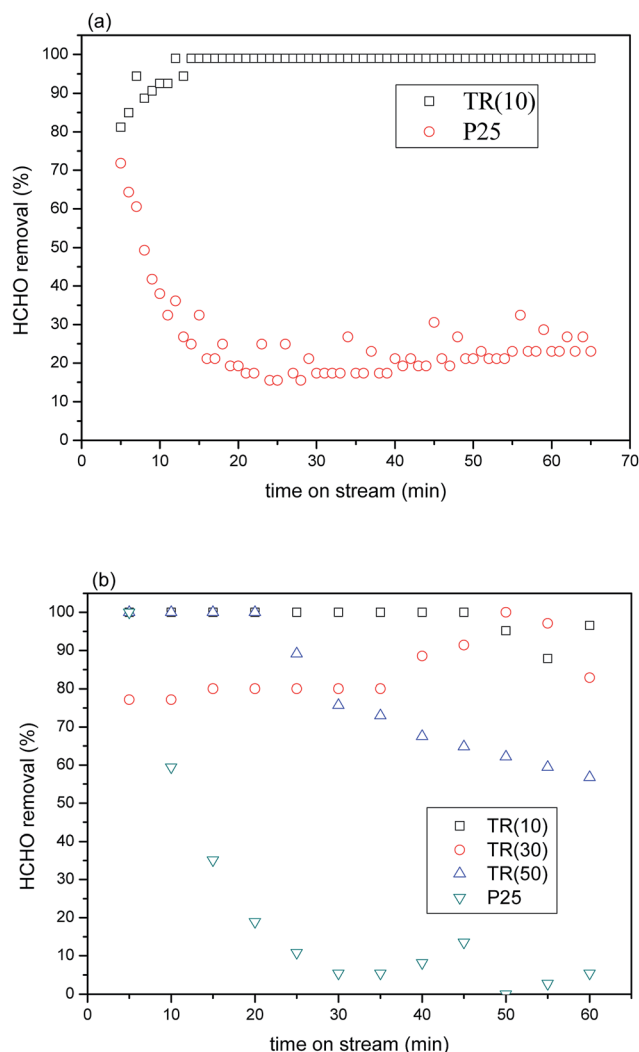 (a)
100
90
80
70
60
50
40
30
20
10
0
HCHO removal (%)
TR(10)
P25
0 10 20 30 40 50 60 70
time on stream (min)
(b)
100
90
80
70
60
50
40
30
20
10
0
HCHO removal (%)
TR(10)
TR(30)
TR(50)
P25
0 10 20 30 40 50 60
time on stream (min)